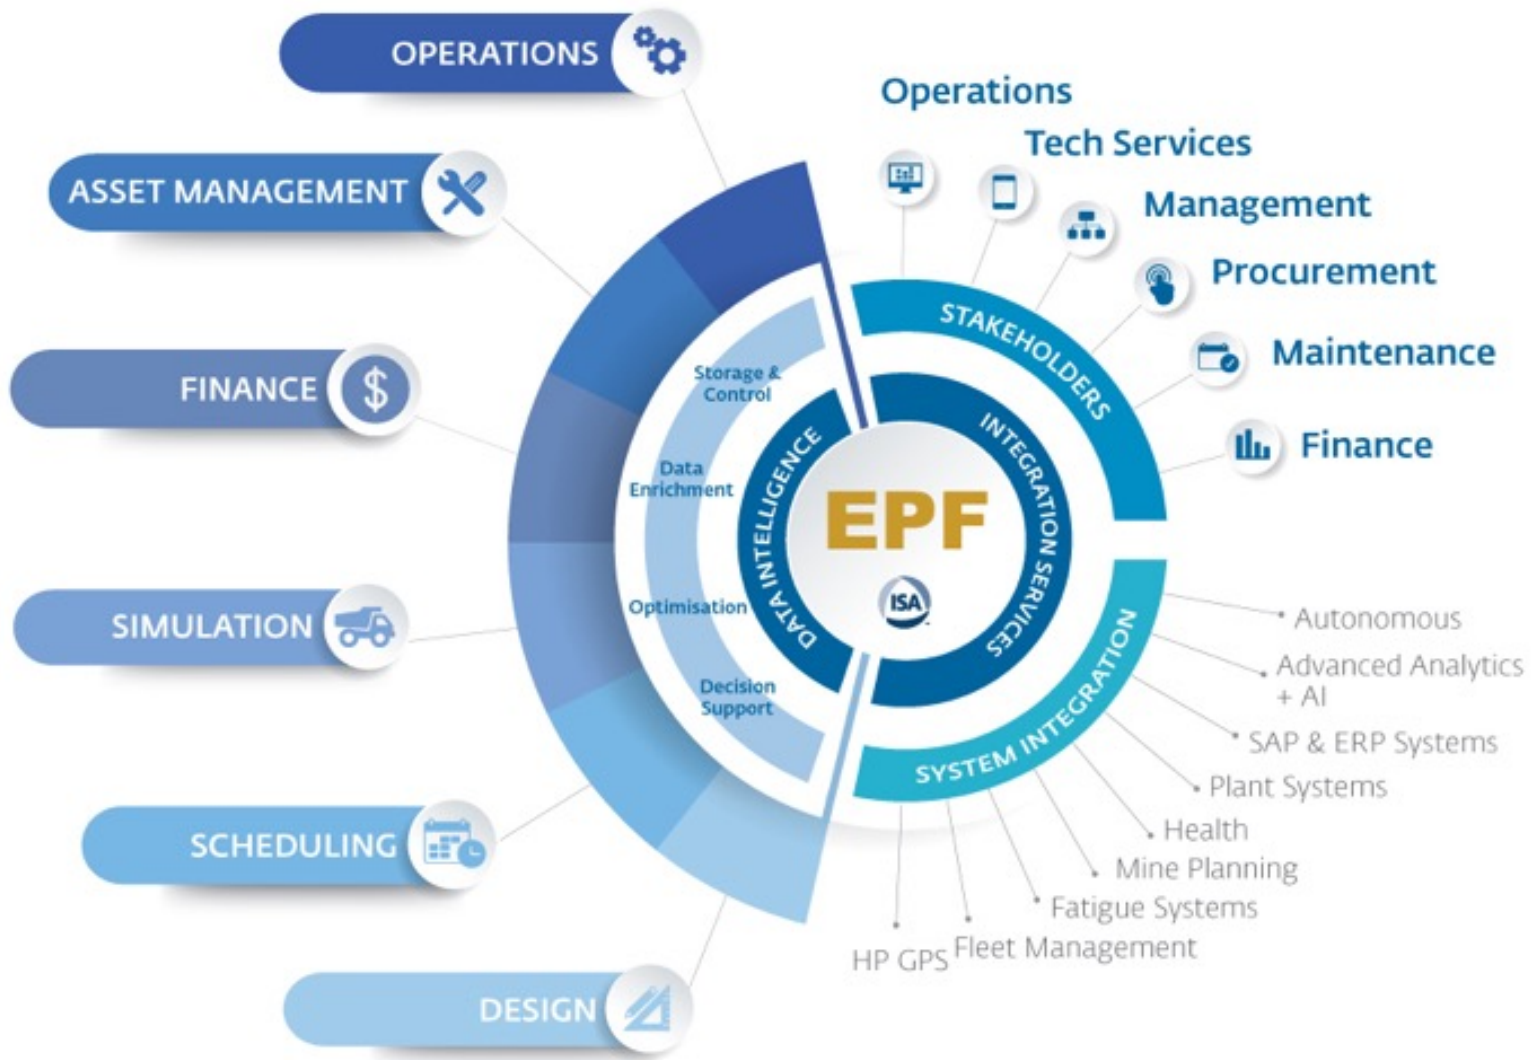 OPERATIONS
ASSET MANAGEMENT
FINANCE
SIMULATION
SCHEDULING
DESIGN
Storage &
Control
Data
Enrichment
Optimisation
Decision
Support
DATA INTELLIGENCE
EPF
ISA
INTEGRATION SERVICES
STAKEHOLDERS
Operations
Tech Services
Management
Procurement
Maintenance
Finance
SYSTEM INTEGRATION
Autonomous
Advanced Analytics
+ AI
SAP & ERP Systems
Plant Systems
Health
Mine Planning
Fatigue Systems
Fleet Management
HP GPS